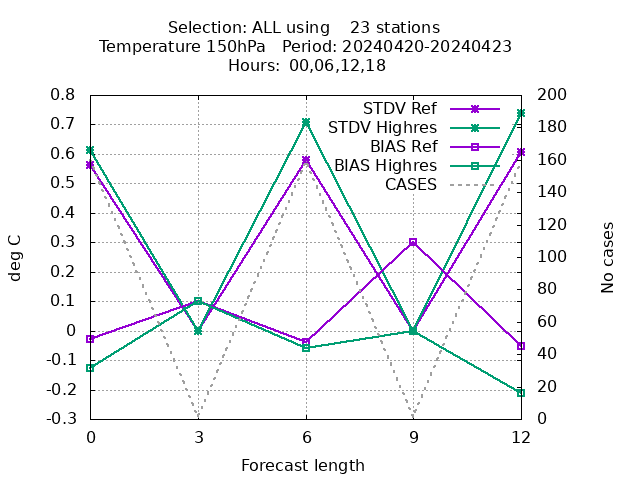 Selection: ALL using    23 stations
Temperature 150hPa   Period: 20240420-20240423
Hours: 00,06,12,18
STDV Ref
STDV Highres
BIAS Ref
BIAS Highres
CASES
0.8
0.7
0.6
0.5
0.4
0.3
0.2
0.1
0
-0.1
-0.2
-0.3
200
180
160
140
120
100
80
60
40
20
0
deg C
No cases
0 3 6 9 12
Forecast length